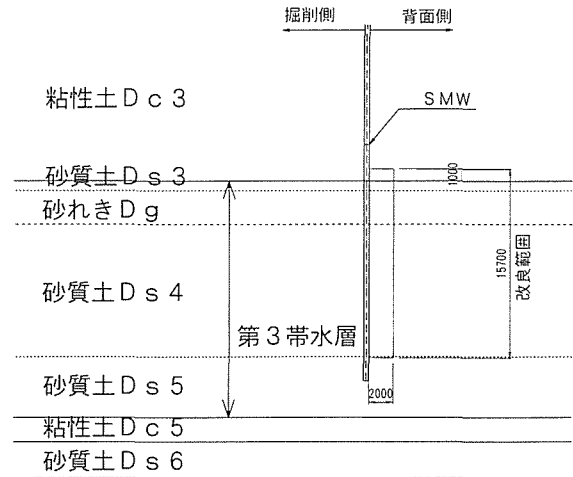 掘削側
背面側
粘性土Ｄｃ３
ＳＭＷ
砂質土Ｄｓ３
1000
砂れきＤｇ
15700
改良範囲
砂質土Ｄｓ４
第３帯水層
砂質土Ｄｓ５
2000
粘性土Ｄｃ５
砂質土Ｄｓ６